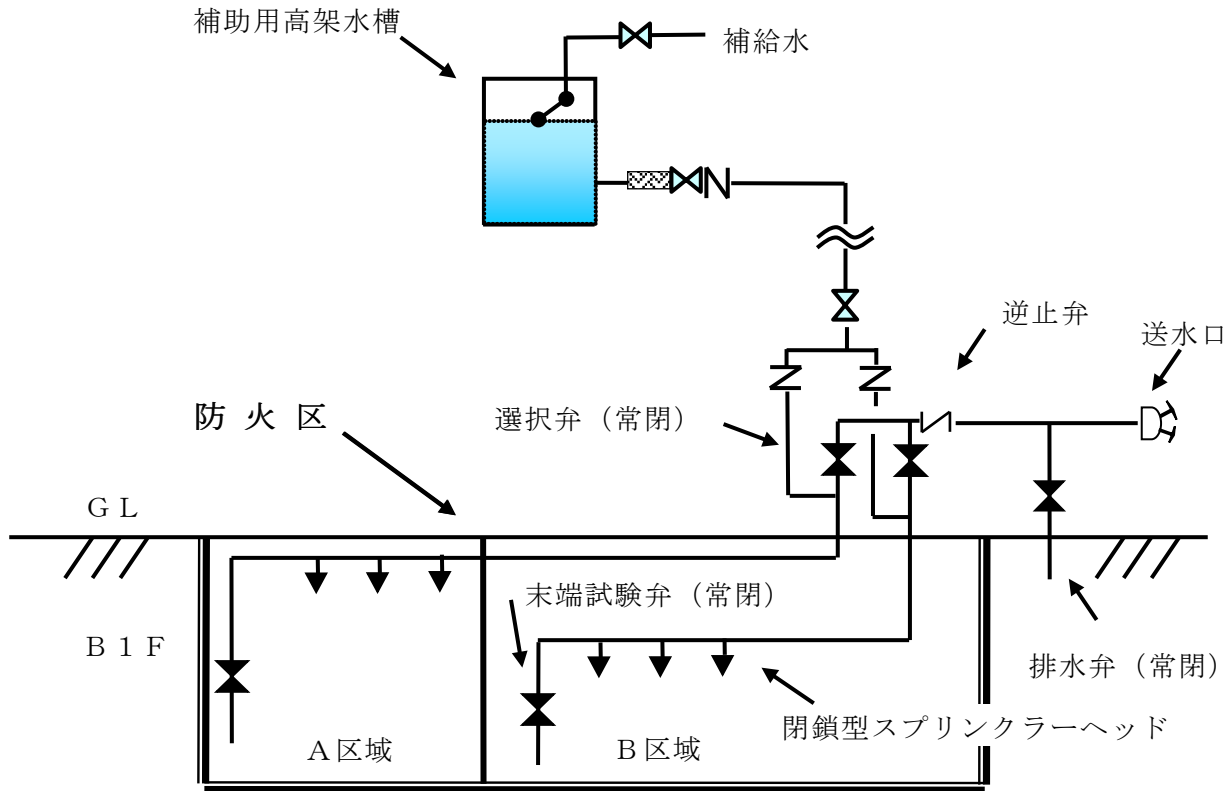 補助用高架水槽
補給水
逆止弁
送水口
選択弁（常閉）
防 火 区
ＧＬ
末端試験弁（常閉）
Ｂ１Ｆ
排水弁（常閉）
閉鎖型スプリンクラーヘッド
Ａ区域
Ｂ区域